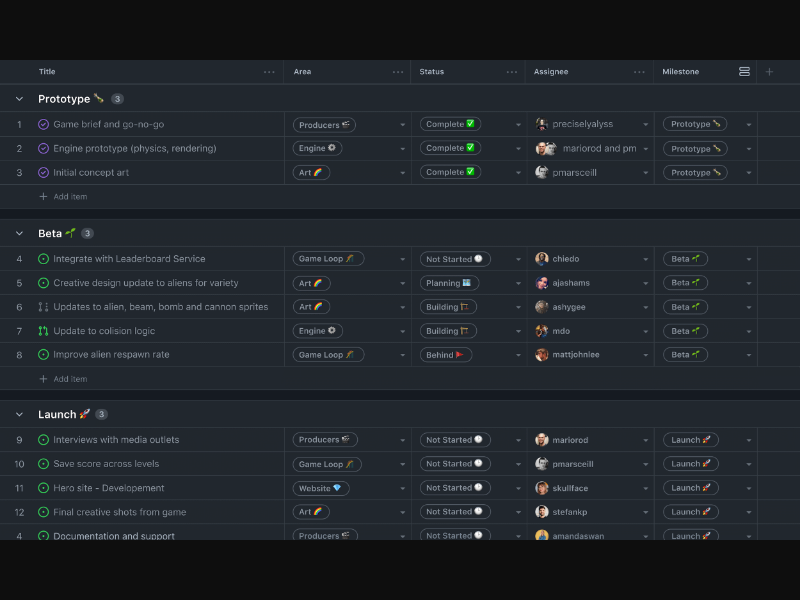 Title Area Status Assignee Milestone
Prototype 3
1 Game brief and go-no-go Producers Complete preciselyalyss Prototype
2 Engine prototype (physics, rendering) Engine Complete mariorod and pm Prototype
3 Initial concept art Art Complete pmarsceill Prototype
Add item
Beta 3
4 Integrate with Leaderboard Service Game Loop Not Started chiedo Beta
5 Creative design update to aliens for variety Art Planning ajashams Beta
6 Updates to alien, beam, bomb and cannon sprites Art Building ashygee Beta
7 Update to colision logic Engine Building mdo Beta
8 Improve alien respawn rate Game Loop Behind mattjohnlee Beta
Add item
Launch 3
9 Interviews with media outlets Producers Not Started mariorod Launch
10 Save score across levels Game Loop Not Started pmarsceill Launch
11 Hero site - Developement Website Not Started skullface Launch
12 Final creative shots from game Art Not Started stefankp Launch
4 Documentation and support Producers Not Started amandaswan Launch